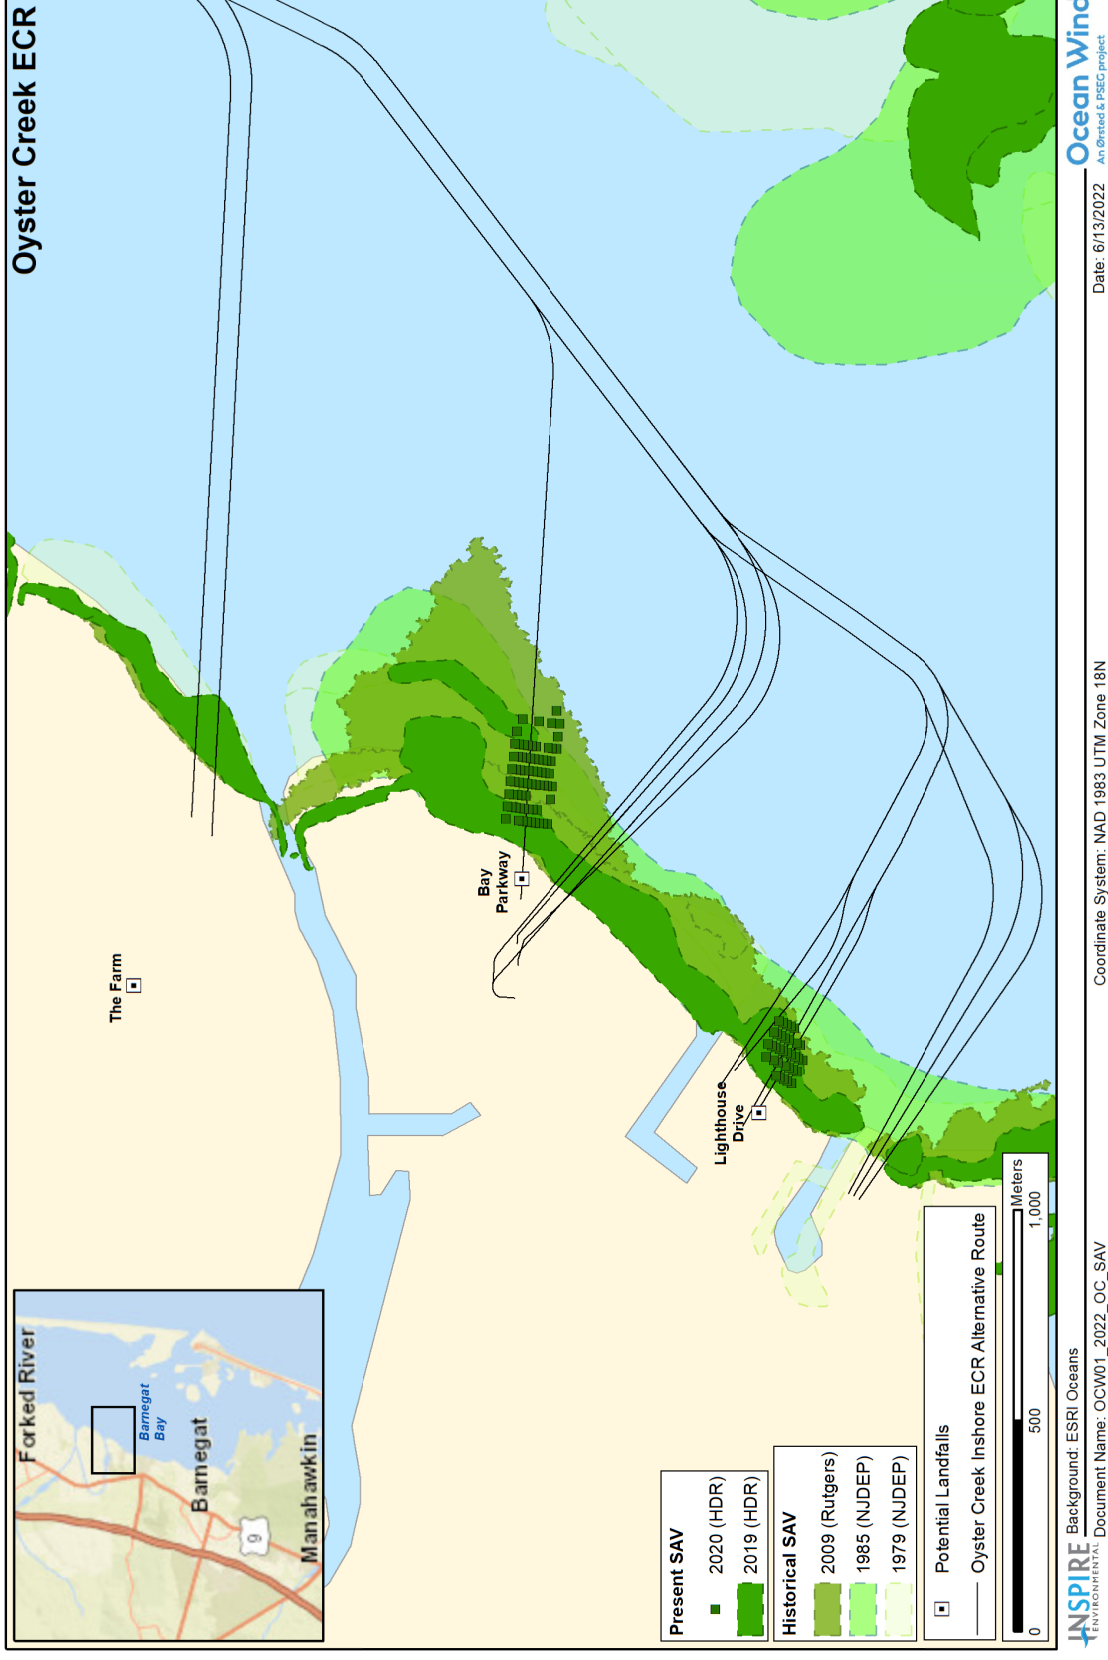 Oyster Creek ECR
Forked River
Barnegat
Bay
Barnegat
9
Manahawkin
The Farm
Bay
Parkway
Lighthouse
Drive
Present SAV
2020 (HDR)
2019 (HDR)
Historical SAV
2009 (Rutgers)
1985 (NJDEP)
1979 (NJDEP)
Potential Landfalls
Oyster Creek Inshore ECR Alternative Route
Meters
0 500 1,000
INSPIRE
ENVIRONMENTAL
Background: ESRI Oceans
Document Name: OCW01_2022_OC_SAV
Coordinate System: NAD 1983 UTM Zone 18N
Date: 6/13/2022
Ocean Wind
An Ørsted & PSEG project